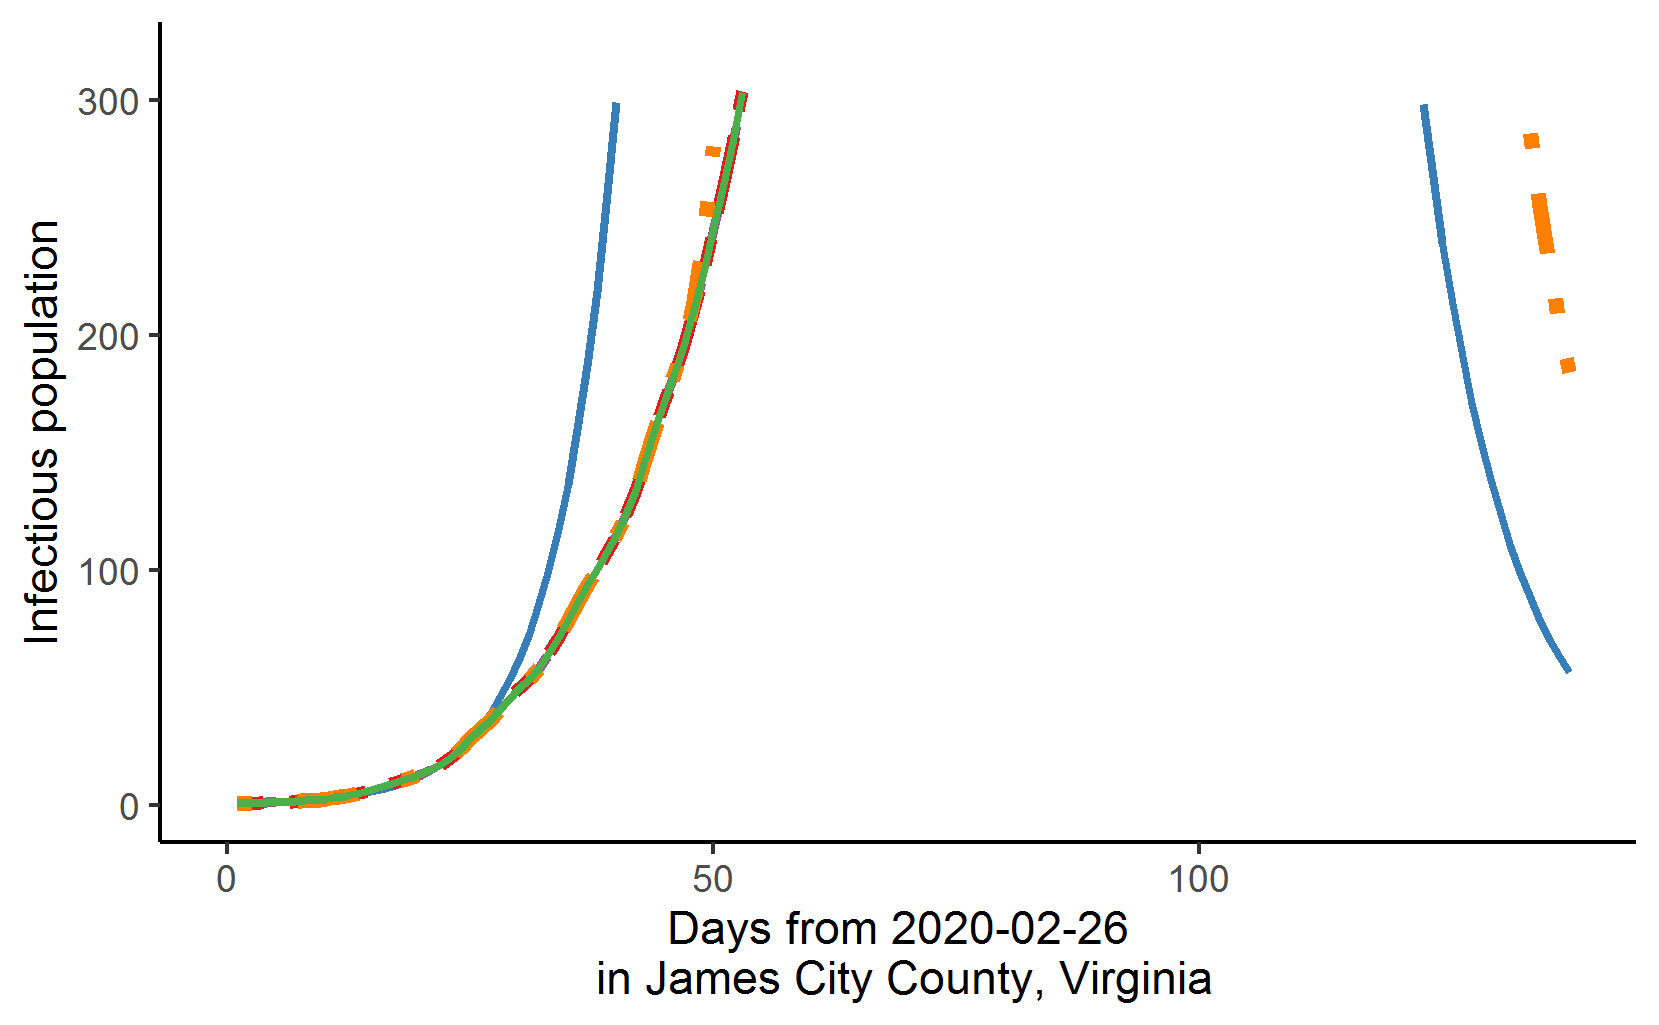 Infectious population
300
200
100
0
0 50 100
Days from 2020-02-26
in James City County, Virginia